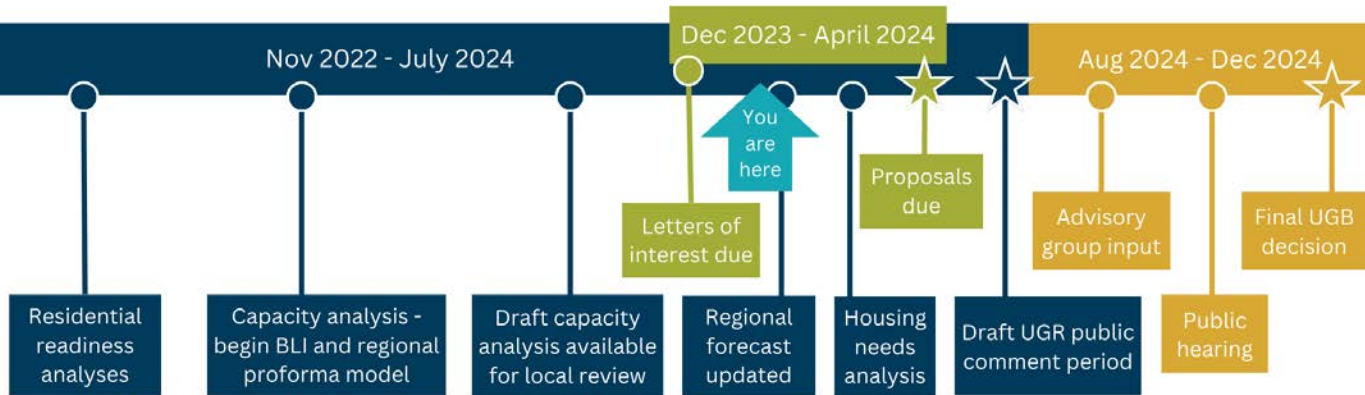 Nov 2022 - July 2024
Dec 2023 - April 2024
Aug 2024 - Dec 2024
You
are
here
Letters of
interest due
Proposals
due
Advisory
group input
Final UGB
decision
Residential
readiness
analyses
Capacity analysis -
begin BLI and regional
proforma model
Draft capacity
analysis available
for local review
Regional
forecast
updated
Housing
needs
analysis
Draft UGR public
comment period
Public
hearing